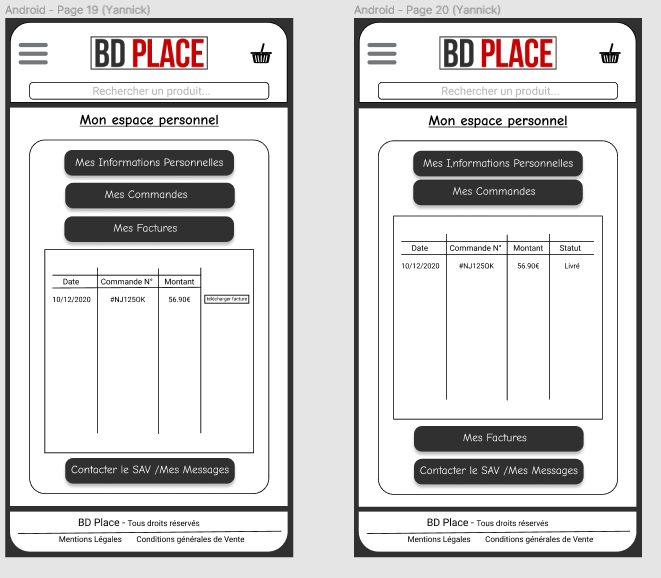 Android - Page 19 (Yannick)
BD PLACE
Rechercher un produit...
Mon espace personnel
Mes Informations Personnelles
Mes Commandes
Mes Factures
Date Commande N° Montant
10/12/2020 #NJ125OK 56.90€ télécharger facture
Contacter le SAV /Mes Messages
BD Place - Tous droits réservés
Mentions Légales Conditions générales de Vente
Android - Page 20 (Yannick)
BD PLACE
Rechercher un produit...
Mon espace personnel
Mes I,nformations Personnelles
Mes Commandes
Date Commande N° Montant Statut
10/12/2020 #NJ125OK 56.90€ Livré
Mes Factures
Contacter le SAV /Mes Messages
BD Place - Tous droits réservés
Mentions Légales Conditions générales de Vente